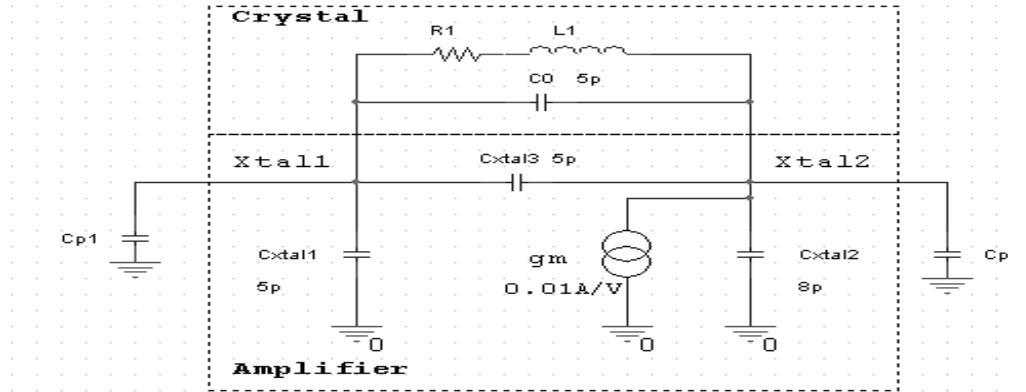 Crystal
R1 L1
C0 5p
Xtal1 Cxtal3 5p Xtal2
Cp1 Cxtal1 gm Cxtal2 Cp
5p 0.01A/V 8p
0 0 0
Amplifier